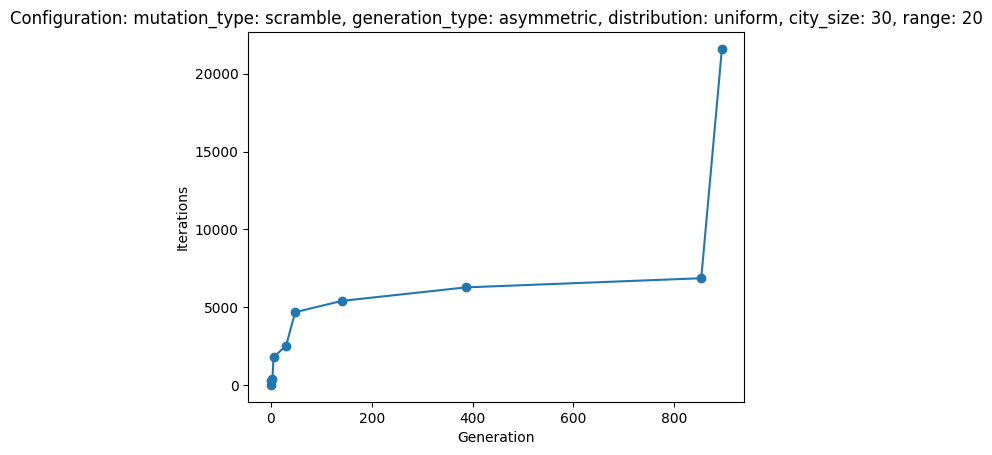 Configuration: mutation_type: scramble, generation_type: asymmetric, distribution: uniform, city_size: 30, range: 20
20000
15000
10000
5000
0
Iterations
0 200 400 600 800
Generation